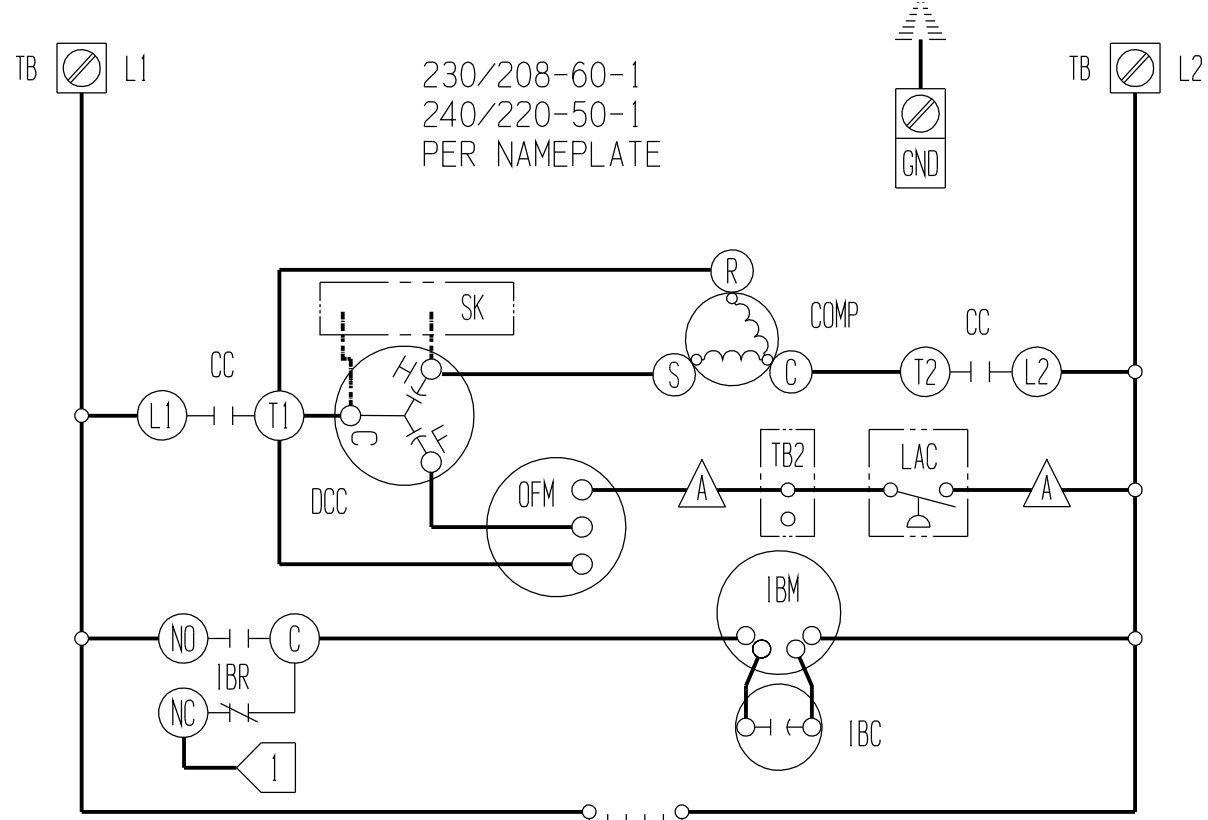 TB L1
230/208-60-1
240/220-50-1
PER NAMEPLATE
GND
TB L2
R
SK
COMP
CC
CC
H
S
C
T2
L2
L1
T1
C
F
DCC
OFM
A
TB2
LAC
A
IBM
NO
C
IBR
NC
1
IBC